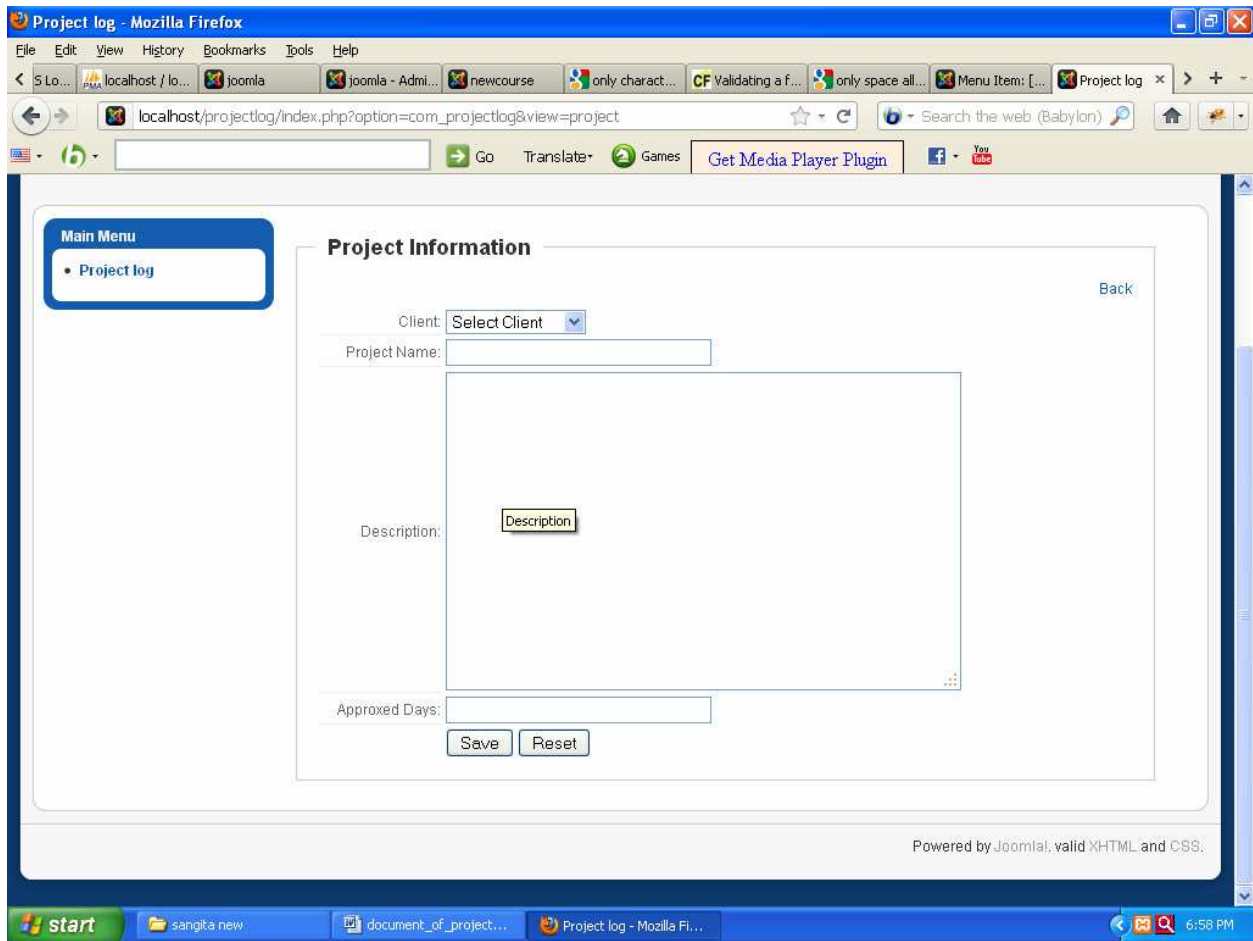 Project log - Mozilla Firefox
File Edit View History Bookmarks Tools Help
S Lo... localhost / lo... joomla joomla - Admi... newcourse only charact... CF Validating a f... only space all... Menu Item: [... Project log
localhost/projectlog/index.php?option=com_projectlog&view=project Search the web (Babylon)
Go Translate Games Get Media Player Plugin You Tube
Main Menu
Project log
Project Information
Back
Client: Select Client
Project Name:
Description:
Description
Approxed Days:
Save Reset
Powered by Joomla!. valid XHTML and CSS.
start sangita new document_of_project... Project log - Mozilla Fi... 6:58 PM